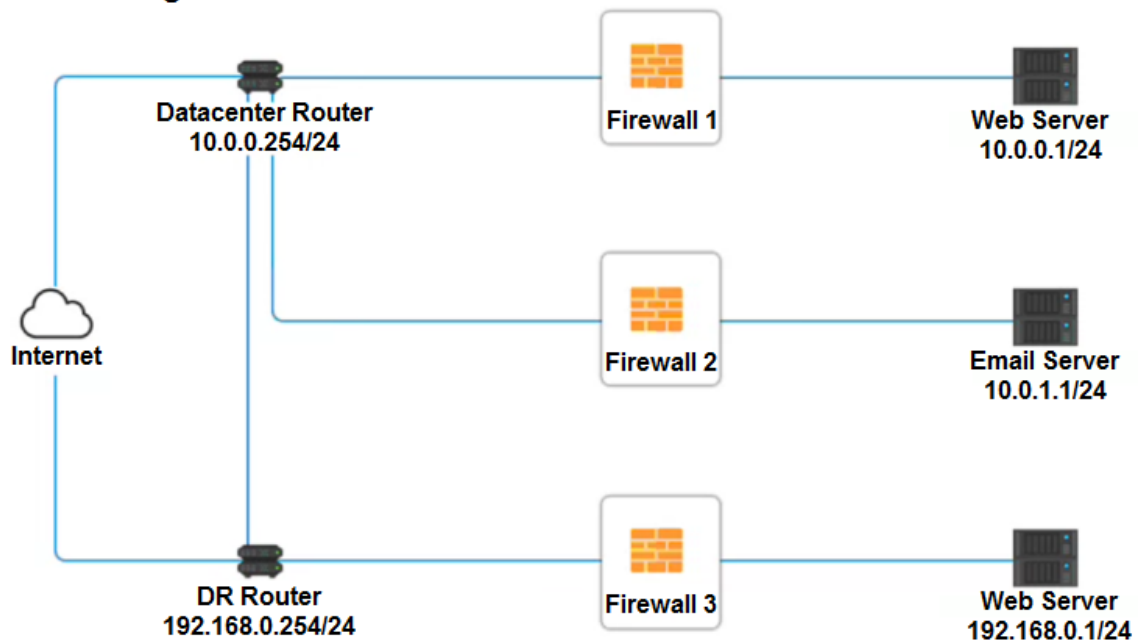 Datacenter Router
10.0.0.254/24
Firewall 1
Web Server
10.0.0.1/24
Internet
Firewall 2
Email Server
10.0.1.1/24
DR Router
192.168.0.254/24
Firewall 3
Web Server
192.168.0.1/24